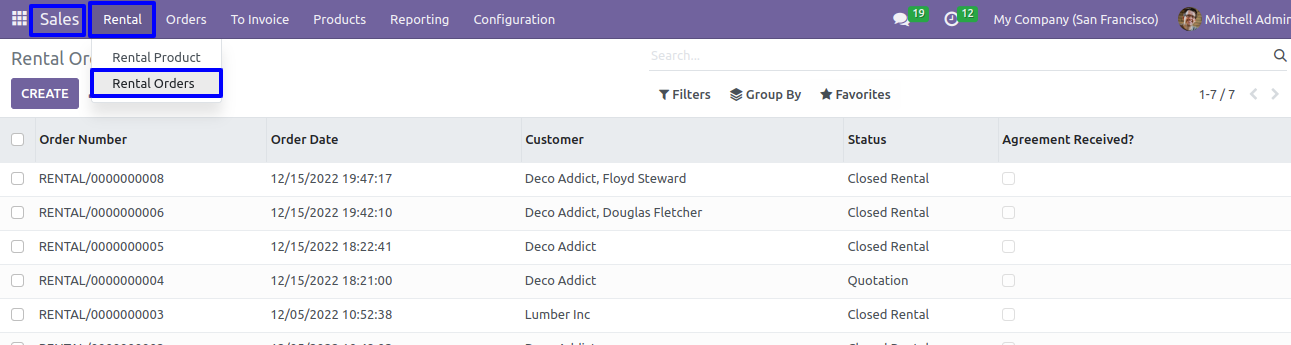 Sales Rental Orders To Invoice Products Reporting Configuration 19 12 My Company (San Francisco) Mitchell Admin
Rental Product
Rental Orders
Rental Or
Search...
CREATE
Filters Group By Favorites 1-7 / 7
Order Number Order Date Customer Status Agreement Received?
RENTAL/0000000008 12/15/2022 19:47:17 Deco Addict, Floyd Steward Closed Rental
RENTAL/0000000006 12/15/2022 19:42:10 Deco Addict, Douglas Fletcher Closed Rental
RENTAL/0000000005 12/15/2022 18:22:41 Deco Addict Closed Rental
RENTAL/0000000004 12/15/2022 18:21:00 Deco Addict Quotation
RENTAL/0000000003 12/05/2022 10:52:38 Lumber Inc Closed Rental
Deco Addict Closed Rental